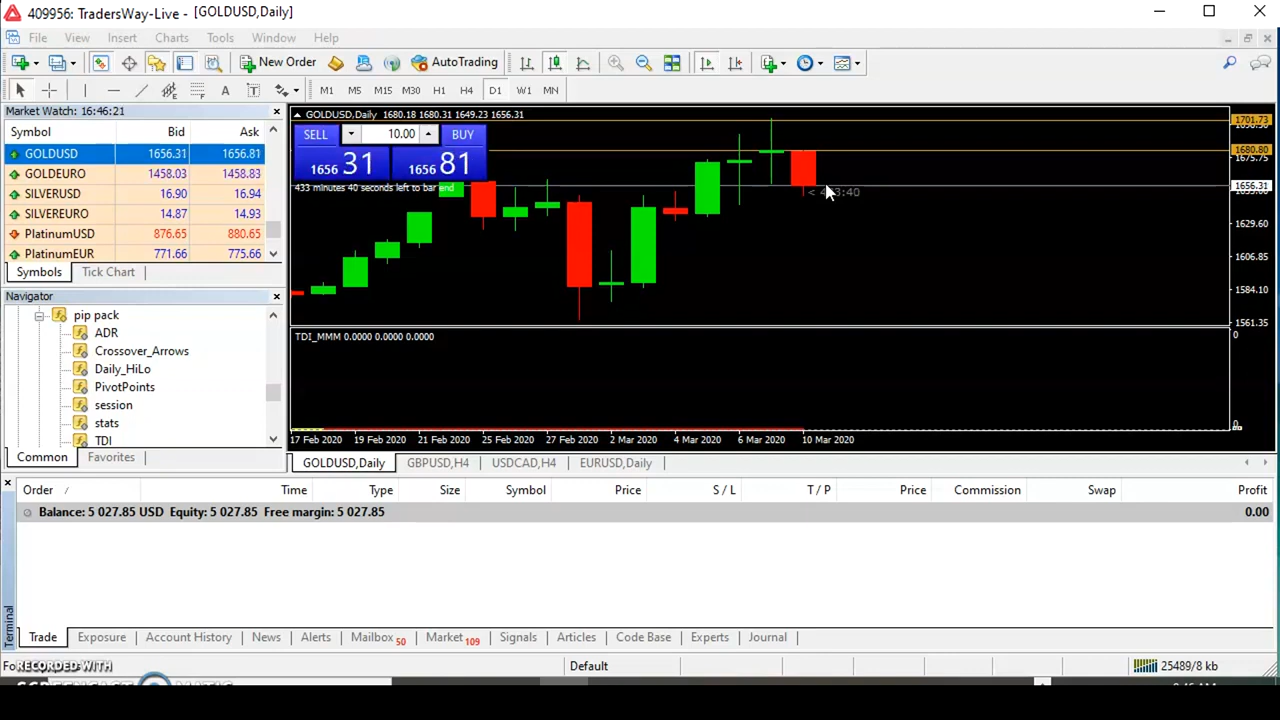 409956: TradersWay-Live - [GOLDUSD,Daily]
File View Insert Charts Tools Window Help
New Order AutoTrading
A T M1 M5 M15 M30 H1 H4 D1 W1 MN
Market Watch: 16:46:21
Symbol Bid Ask
GOLDUSD 1656.31 1656.81
GOLDEURO 1458.03 1458.83
SILVERUSD 16.90 16.94
SILVEREURO 14.87 14.93
PlatinumUSD 876.65 880.65
PlatinumEUR 771.66 775.66
Symbols Tick Chart
Navigator
pip pack
ADR
Crossover_Arrows
Daily_HiLo
PivotPoints
session
stats
TDI
Common Favorites
GOLDUSD,Daily 1680.18 1680.31 1649.23 1656.31
SELL 10.00 BUY
1656 31 1656 81
433 minutes 40 seconds left to bar end
1701.73
1680.80
1675.75
1656.31
1629.60
1606.85
1584.10
1561.35
TDI_MMM 0.0000 0.0000 0.0000
0
0
17 Feb 2020 19 Feb 2020 21 Feb 2020 25 Feb 2020 27 Feb 2020 2 Mar 2020 4 Mar 2020 6 Mar 2020 10 Mar 2020
GOLDUSD,Daily GBPUSD,H4 USDCAD,H4 EURUSD,Daily
Order / Time Type Size Symbol Price S / L T / P Price Commission Swap Profit
Balance: 5 027.85 USD Equity: 5 027.85 Free margin: 5 027.85 0.00
Terminal
Trade Exposure Account History News Alerts Mailbox 50 Market 109 Signals Articles Code Base Experts Journal
RECORDED WITH
Default 25489/8 kb